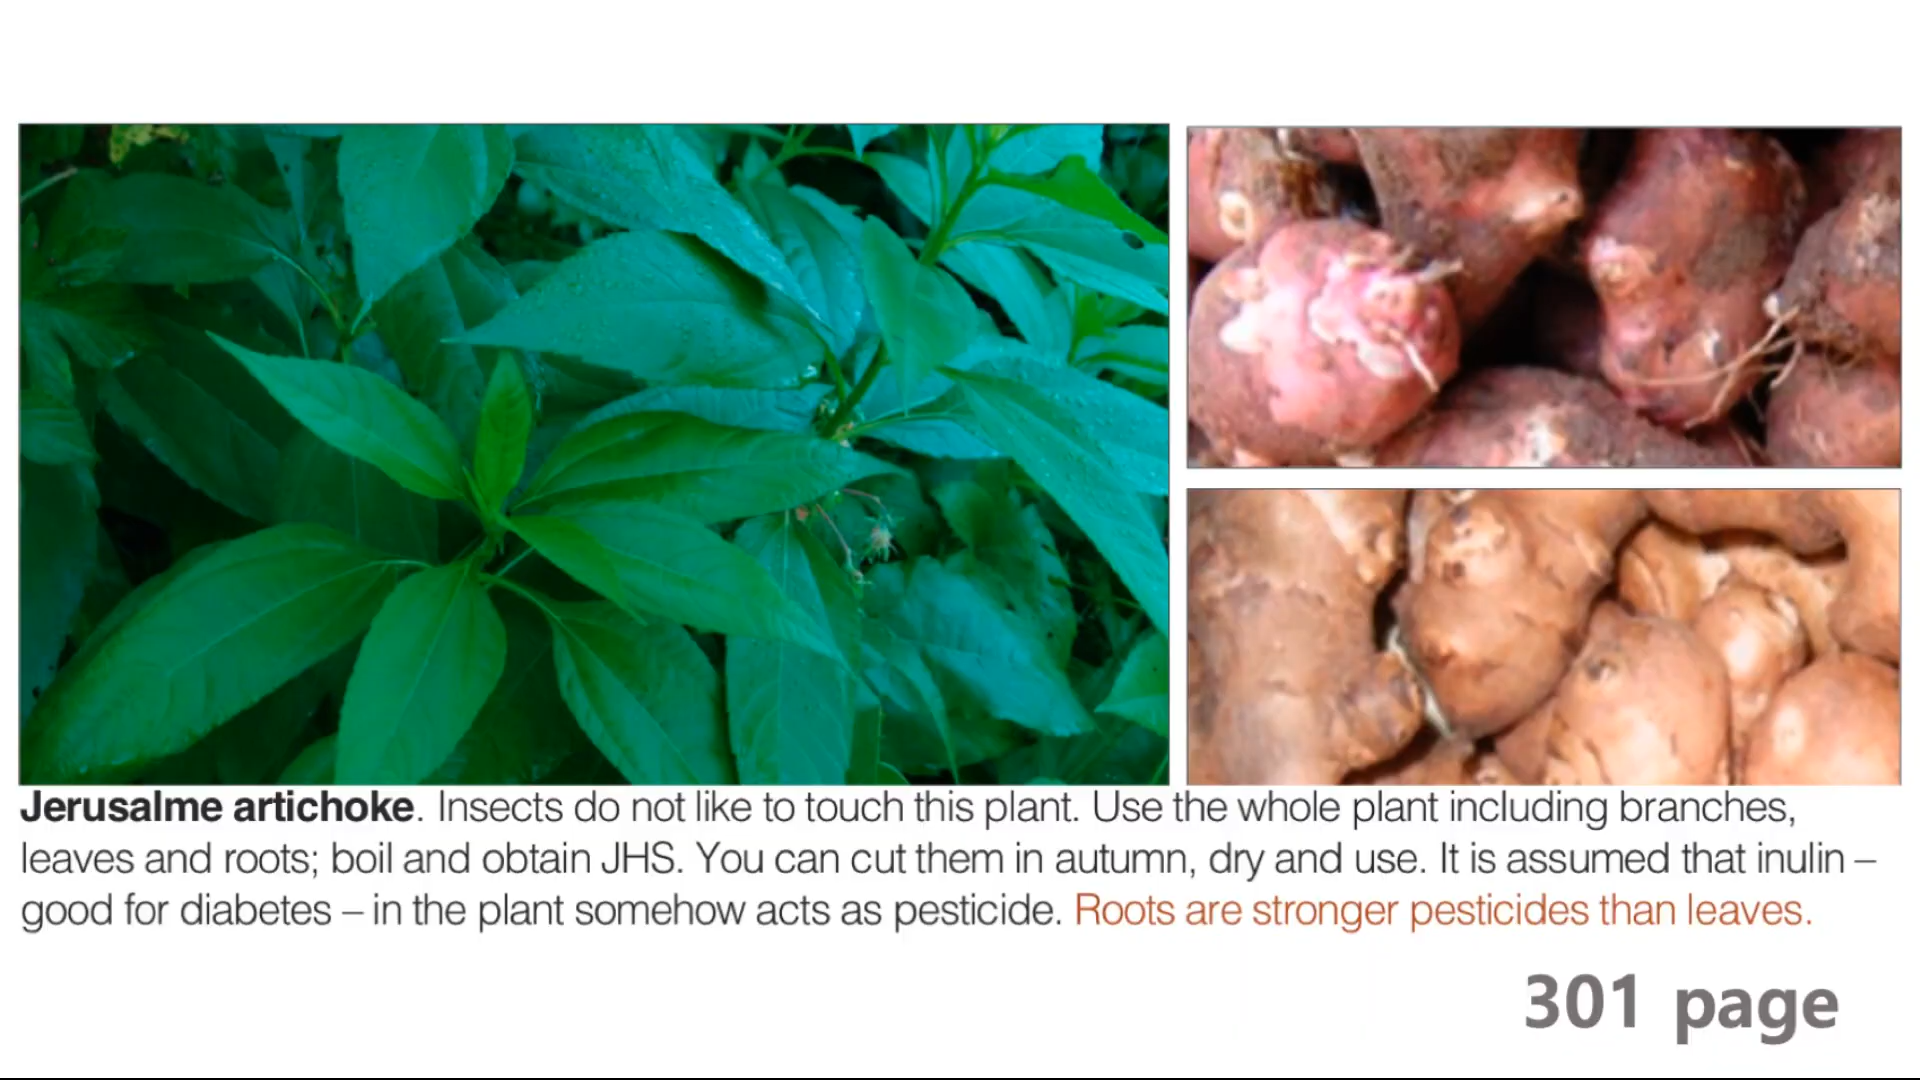 Jerusalme artichoke. Insects do not like to touch this plant. Use the whole plant including branches,
leaves and roots; boil and obtain JHS. You can cut them in autumn, dry and use. It is assumed that inulin –
good for diabetes – in the plant somehow acts as pesticide. Roots are stronger pesticides than leaves.
301 page